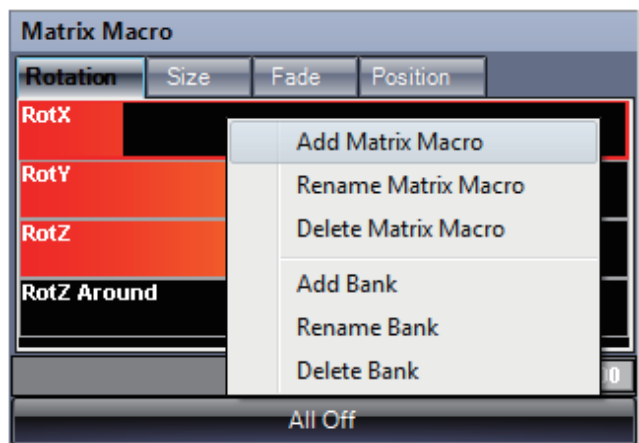 Matrix Macro
Rotation Size Fade Position
RotX
Add Matrix Macro
RotY
Rename Matrix Macro
RotZ
Delete Matrix Macro
RotZ Around
Add Bank
Rename Bank
Delete Bank
All Off